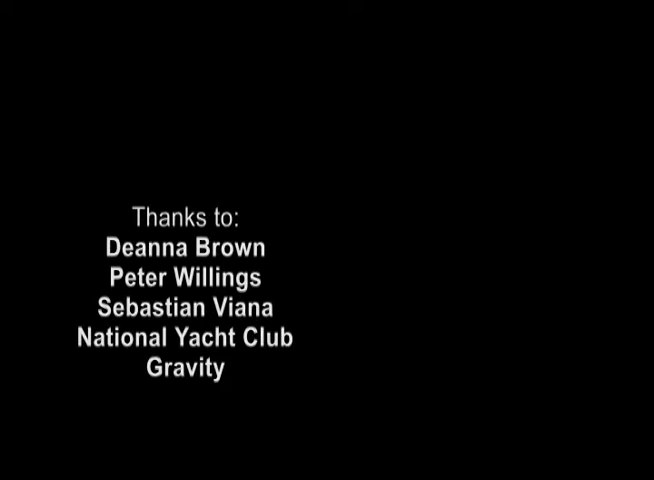 Thanks to:
Deanna Brown
Peter Willings
Sebastian Viana
National Yacht Club
Gravity